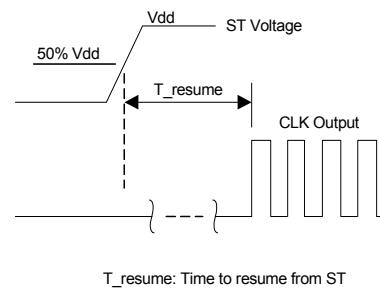 Vdd
ST Voltage
50% Vdd
T_resume
CLK Output
T_resume: Time to resume from ST